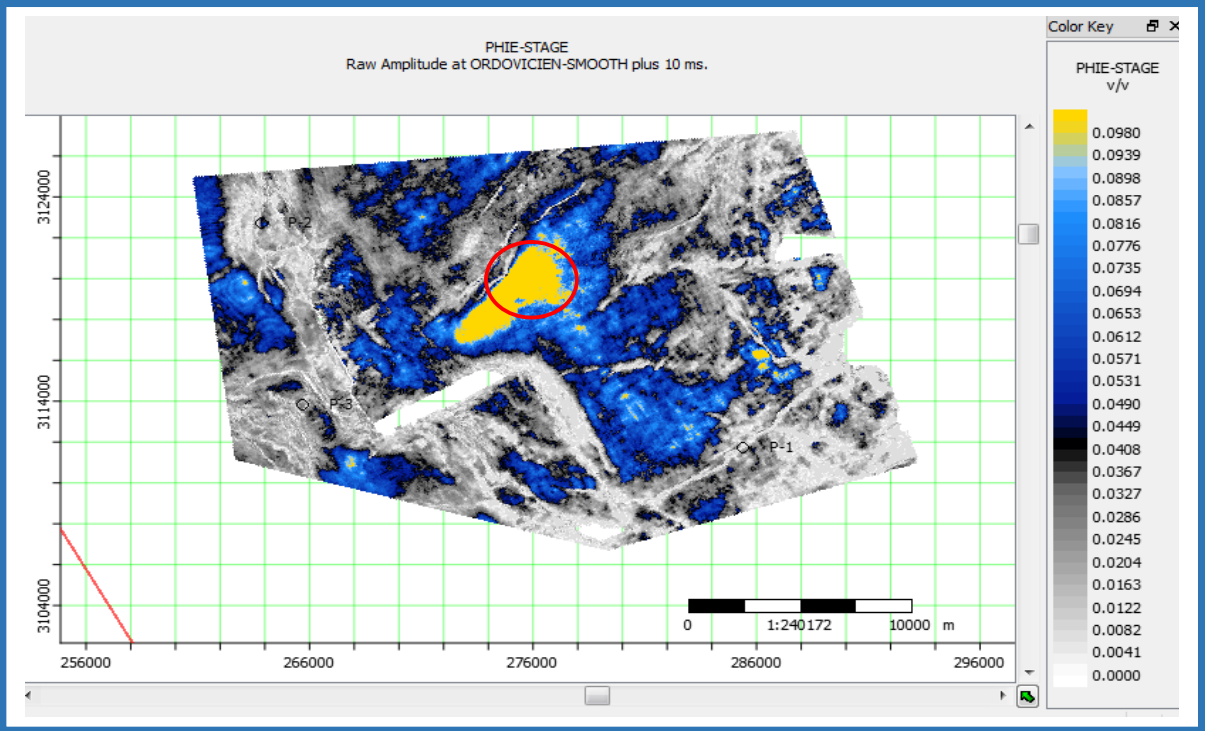 PHIE-STAGE
Raw Amplitude at ORDOVICIEN-SMOOTH plus 10 ms.
Color Key
PHIE-STAGE
v/v
0.0980
0.0939
0.0898
0.0857
0.0816
0.0776
0.0735
0.0694
0.0653
0.0612
0.0571
0.0531
0.0490
0.0449
0.0408
0.0367
0.0327
0.0286
0.0245
0.0204
0.0163
0.0122
0.0082
0.0041
0.0000
3124000
3114000
3104000
P-2
P-3
P-1
0 1:240172 10000 m
256000 266000 276000 286000 296000